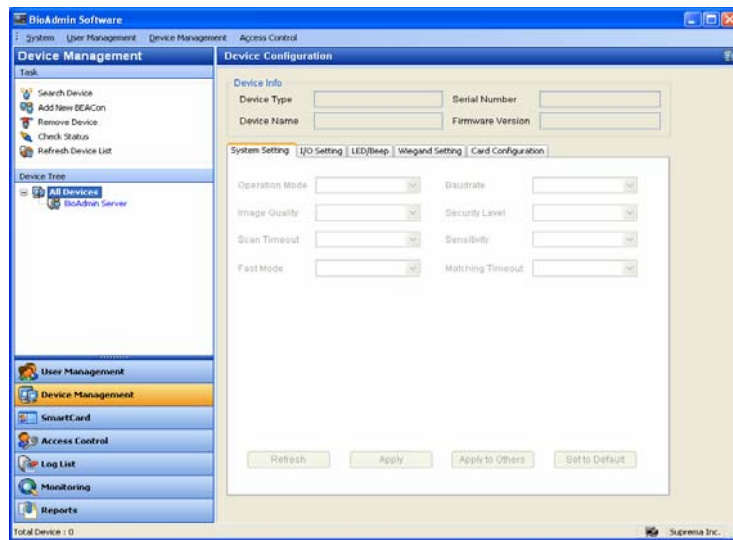 BioAdmin Software
System User Management Device Management Access Control
Device Management
Task
Search Device
Add New BEACon
Remove Device
Check Status
Refresh Device List
Device Tree
All Devices
BioAdmin Server
User Management
Device Management
SmartCard
Access Control
Log List
Monitoring
Reports
Device Configuration
Device Info
Device Type Serial Number
Device Name Firmware Version
System Setting I/O Setting LED/Beep Wiegand Setting Card Configuration
Operation Mode Baudrate
Image Quality Security Level
Scan Timeout Sensitivity
Fast Mode Matching Timeout
Refresh Apply Apply to Others Set to Default
Total Device : 0 Suprema Inc.